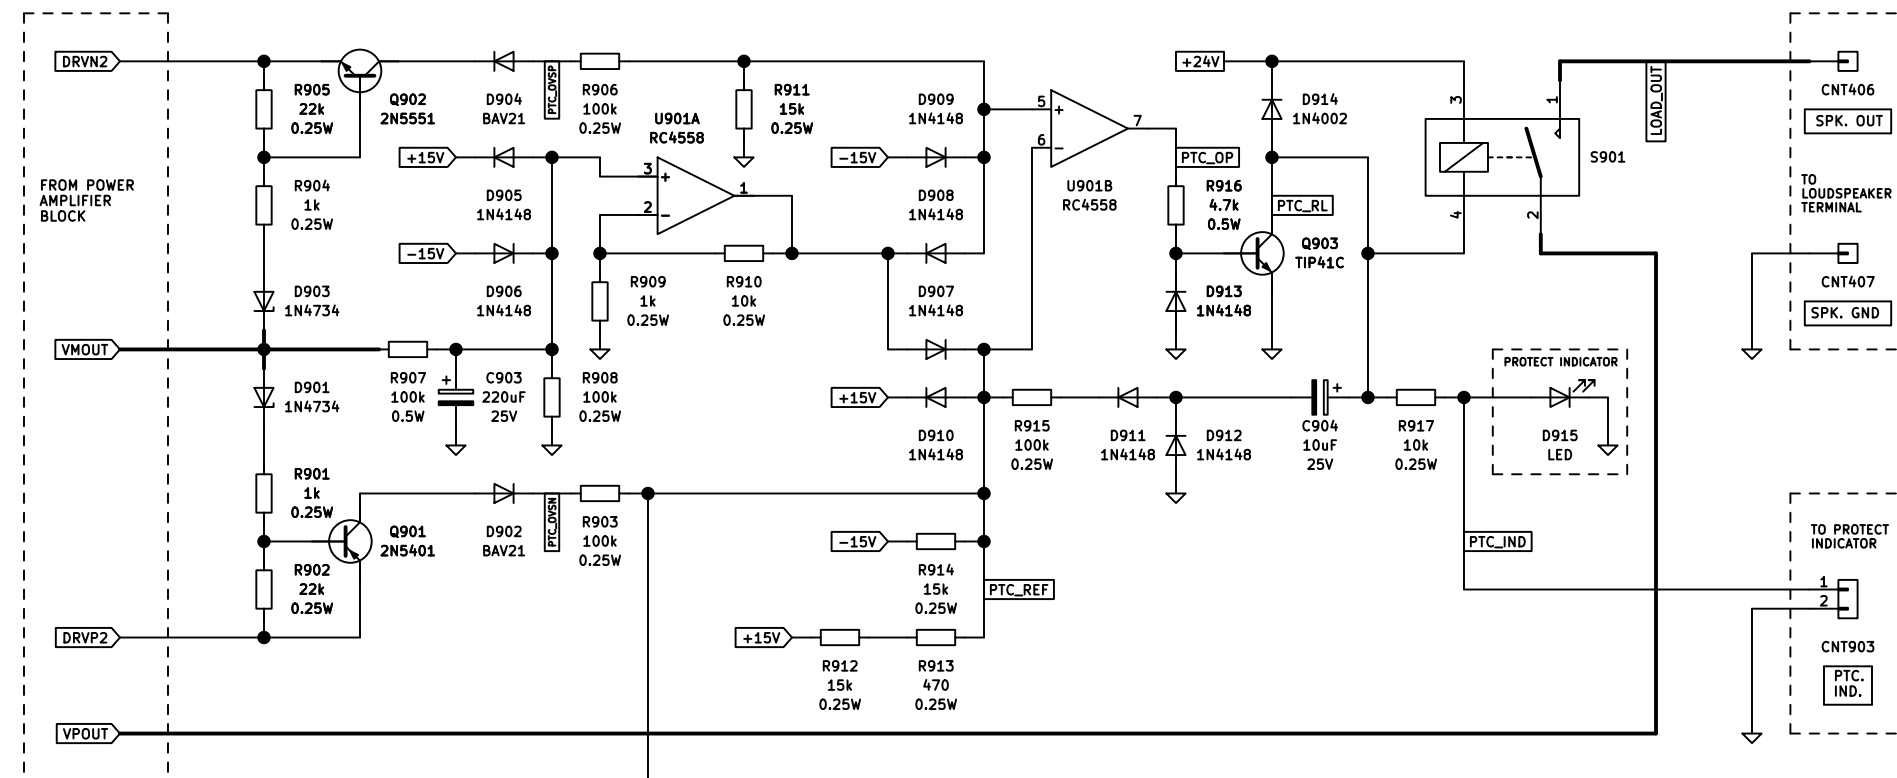 DRVN2
R905
22k
0.25W
Q902
2N5551
D904
BAV21
PTC_OVSP
R906
100k
0.25W
R911
15k
0.25W
D909
1N4148
U901A
RC4558
3
+
2
−
1
+15V
D905
1N4148
−15V
D908
1N4148
5
+
6
−
7
U901B
RC4558
+24V
D914
1N4002
PTC_OP
R916
4.7k
0.5W
PTC_RL
Q903
TIP41C
D913
1N4148
3
1
4
2
S901
LOAD_OUT
CNT406
SPK. OUT
TO
LOUDSPEAKER
TERMINAL
CNT407
SPK. GND
FROM POWER
AMPLIFIER
BLOCK
R904
1k
0.25W
−15V
D906
1N4148
R909
1k
0.25W
R910
10k
0.25W
D907
1N4148
D903
1N4734
VMOUT
D901
1N4734
R907
100k
0.5W
+
C903
220uF
25V
R908
100k
0.25W
+15V
D910
1N4148
R915
100k
0.25W
D911
1N4148
D912
1N4148
+
C904
10uF
25V
R917
10k
0.25W
PROTECT INDICATOR
D915
LED
R901
1k
0.25W
Q901
2N5401
D902
BAV21
PTC_OVSN
R903
100k
0.25W
−15V
R914
15k
0.25W
PTC_REF
PTC_IND
TO PROTECT
INDICATOR
1
2
CNT903
PTC.
IND.
R902
22k
0.25W
DRVP2
+15V
R912
15k
0.25W
R913
470
0.25W
VPOUT